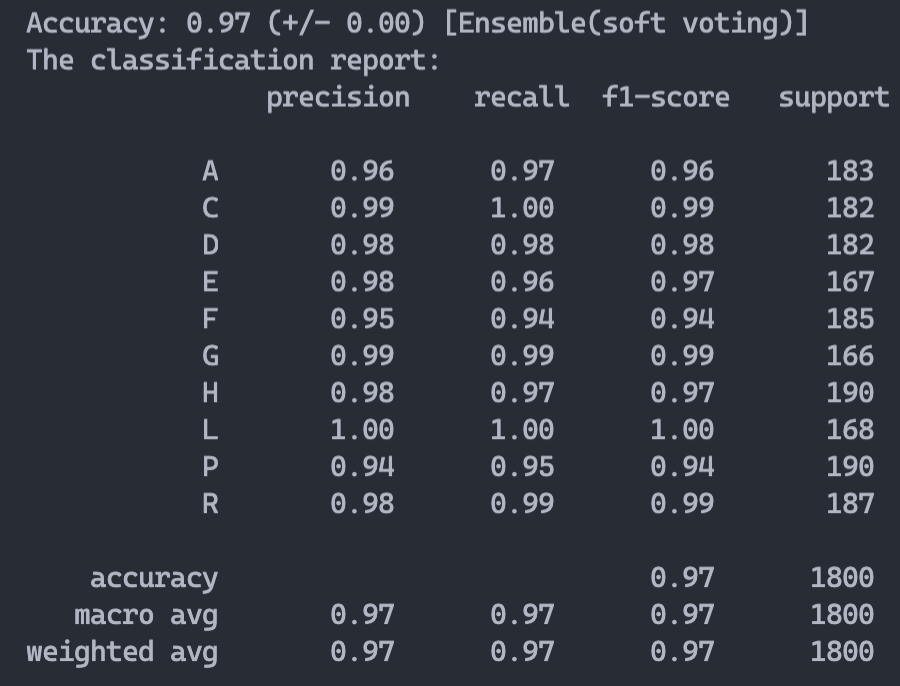 Accuracy: 0.97 (+/- 0.00) [Ensemble(soft voting)]
The classification report:
precision recall f1-score support
A 0.96 0.97 0.96 183
C 0.99 1.00 0.99 182
D 0.98 0.98 0.98 182
E 0.98 0.96 0.97 167
F 0.95 0.94 0.94 185
G 0.99 0.99 0.99 166
H 0.98 0.97 0.97 190
L 1.00 1.00 1.00 168
P 0.94 0.95 0.94 190
R 0.98 0.99 0.99 187
accuracy 0.97 1800
macro avg 0.97 0.97 0.97 1800
weighted avg 0.97 0.97 0.97 1800